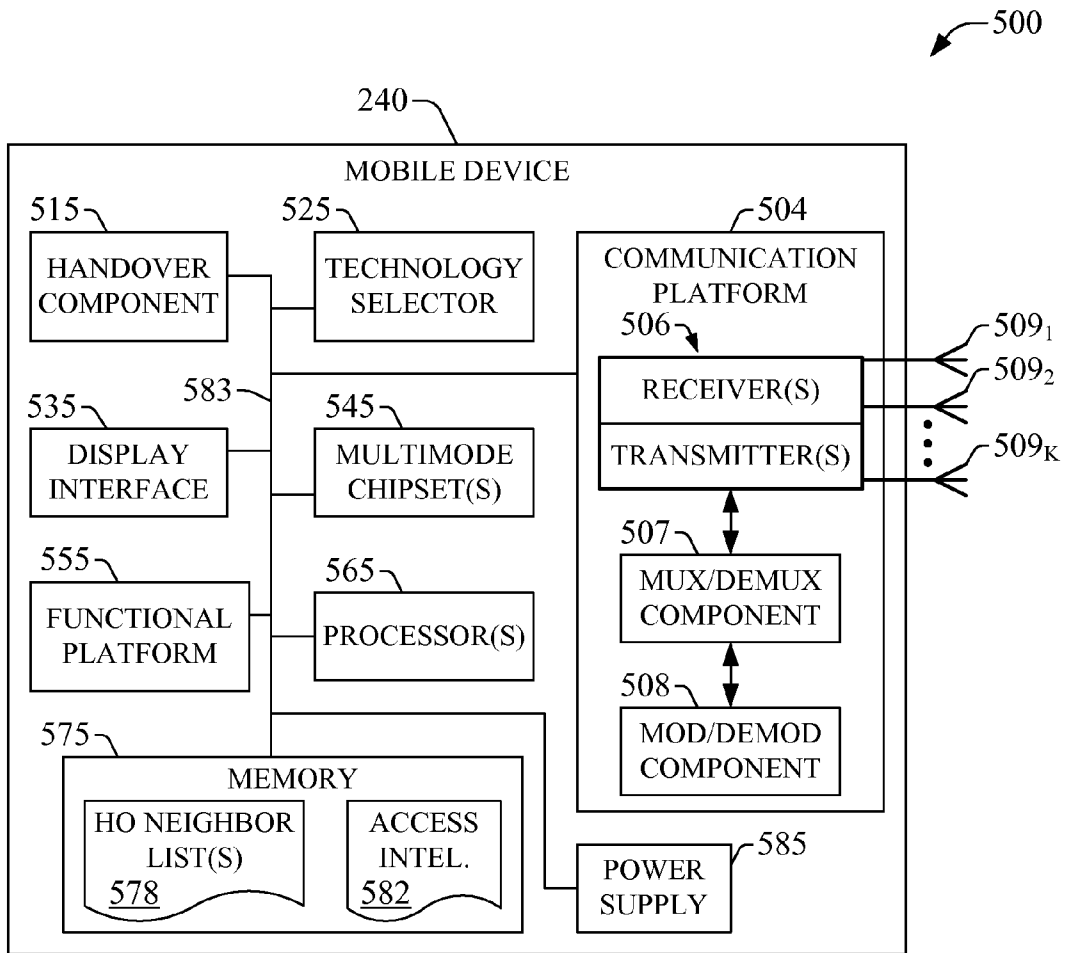 500
240
MOBILE DEVICE
515
HANDOVER
COMPONENT
525
TECHNOLOGY
SELECTOR
504
COMMUNICATION
PLATFORM
506
RECEIVER(S)
TRANSMITTER(S)
509₁
509₂
509ₖ
583
535
DISPLAY
INTERFACE
545
MULTIMODE
CHIPSET(S)
507
MUX/DEMUX
COMPONENT
555
FUNCTIONAL
PLATFORM
565
PROCESSOR(S)
508
MOD/DEMOD
COMPONENT
575
MEMORY
HO NEIGHBOR
LIST(S)
578
ACCESS
INTEL.
582
585
POWER
SUPPLY